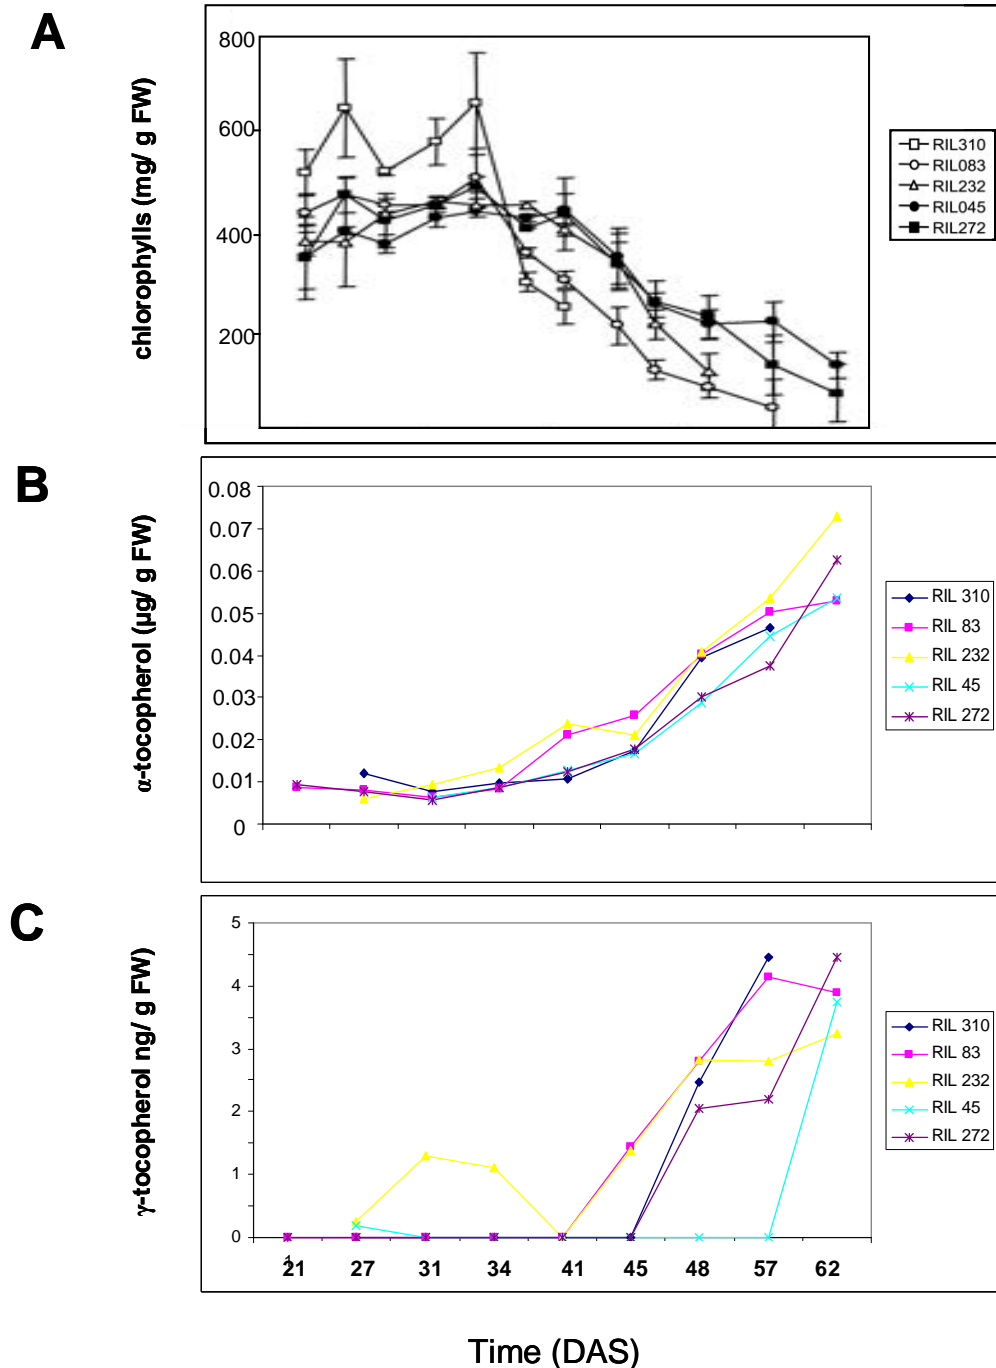 A
chlorophylls (mg/ g FW)
800
600
400
200
RIL310
RIL083
RIL232
RIL045
RIL272
B
α-tocopherol (µg/ g FW)
0.08
0.07
0.06
0.05
0.04
0.03
0.02
0.01
0
RIL 310
RIL 83
RIL 232
RIL 45
RIL 272
C
γ-tocopherol ng/ g FW)
5
4
3
2
1
0
RIL 310
RIL 83
RIL 232
RIL 45
RIL 272
1
21 27 31 34 41 45 48 57 62
Time (DAS)